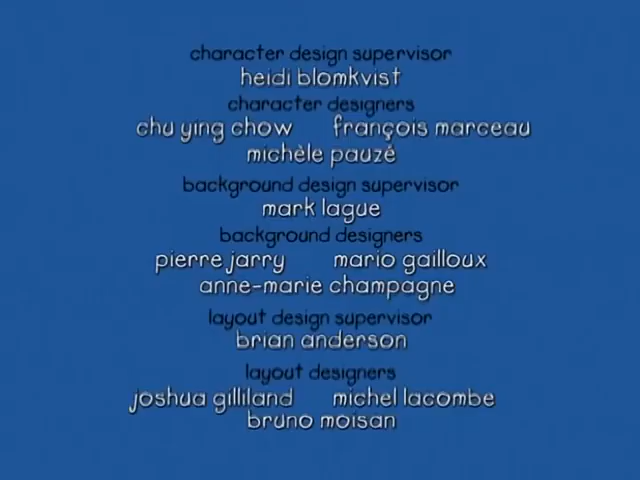 character design supervisor
heidi blomkvist
character designers
chu ying chow françois marceau
michèle pauzé
background design supervisor
mark lague
background designers
pierre jarry mario gailloux
anne-marie champagne
layout design supervisor
brian anderson
layout designers
joshua gilliland michel lacombe
bruno moisan